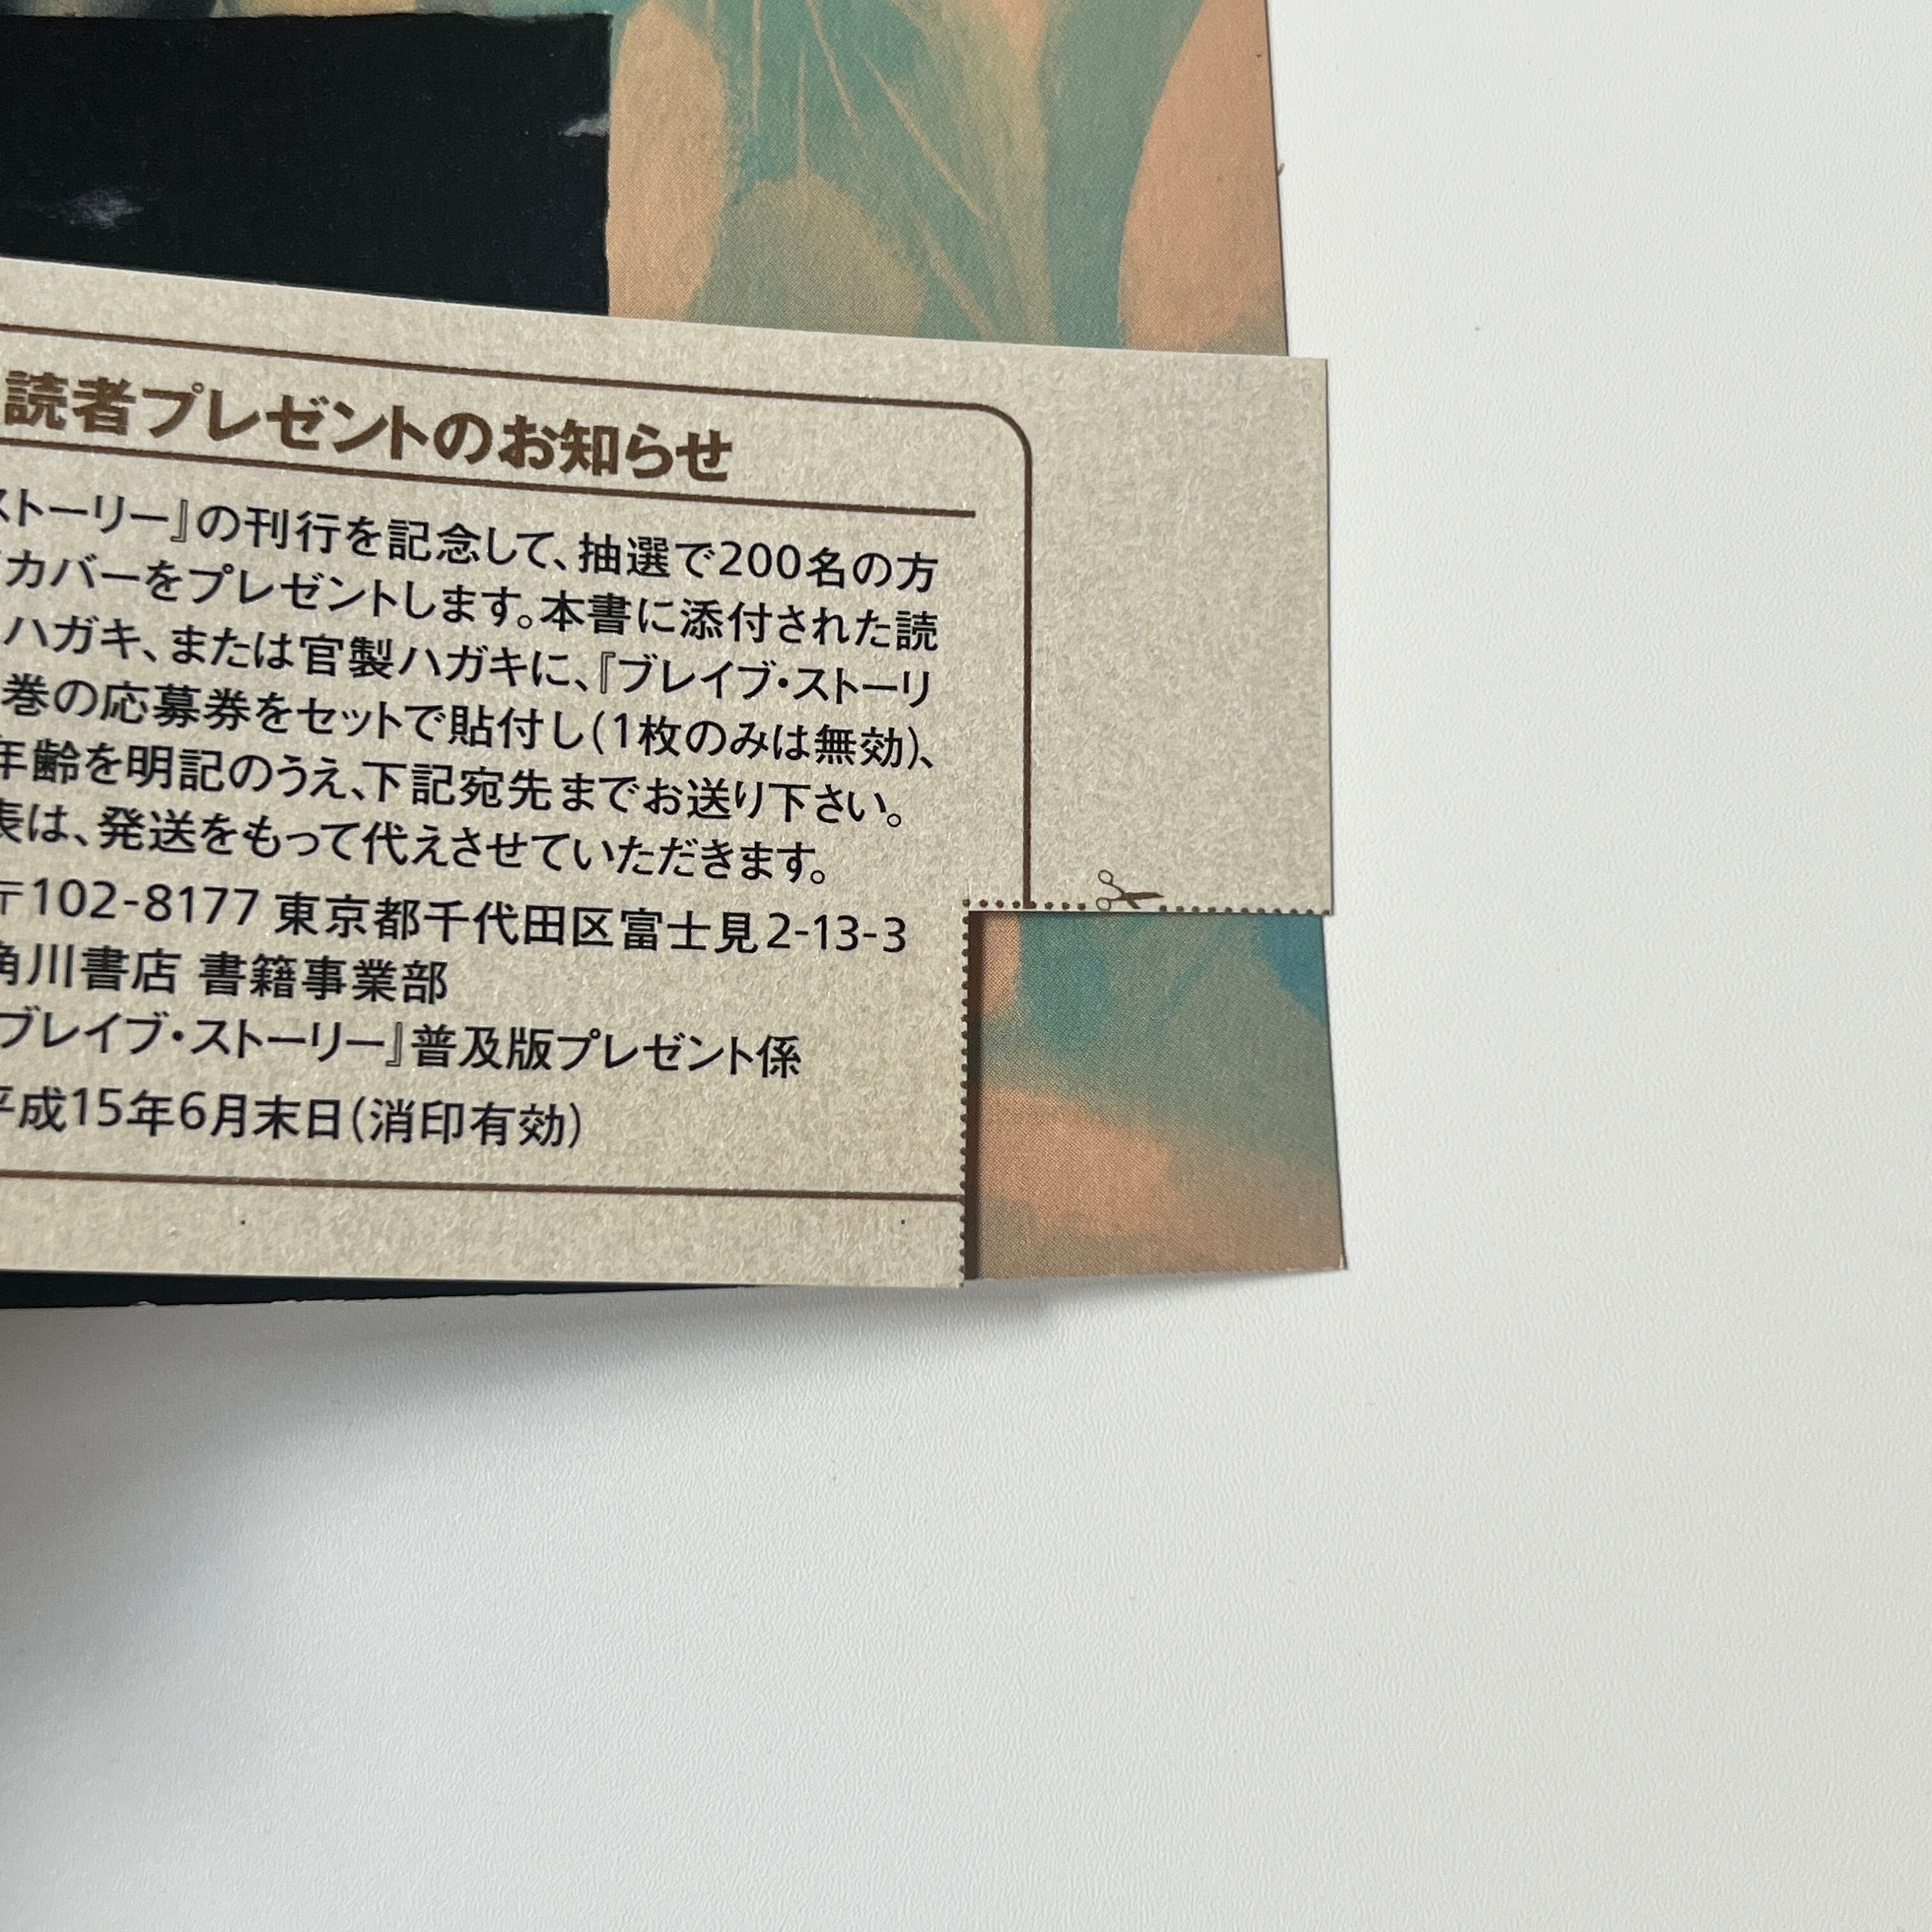 読者プレゼントのお知らせ
ストーリー』の刊行を記念して、抽選で200名の方
カバーをプレゼントします。本書に添付された読
ハガキ、または官製ハガキに、『ブレイブ・ストーリ
巻の応募券をセットで貼付し(1枚のみは無効)、
年齢を明記のうえ、下記宛先までお送り下さい。
表は、発送をもって代えさせていただきます。
〒102-8177 東京都千代田区富士見2-13-3
角川書店 書籍事業部
ブレイブ・ストーリー』普及版プレゼント係
平成15年6月末日(消印有効)